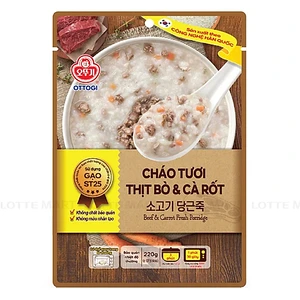 Sản xuất theo
CÔNG NGHỆ HÀN QUỐC
오뚜기
OTTOGI
Sử dụng
GẠO
ST25
Không chất bảo quản
Không màu nhân tạo
CHÁO TƯƠI
THỊT BÒ & CÀ RỐT
소고기 당근죽
Beef & Carrot Fresh Porridge
LOTTE MART
220g